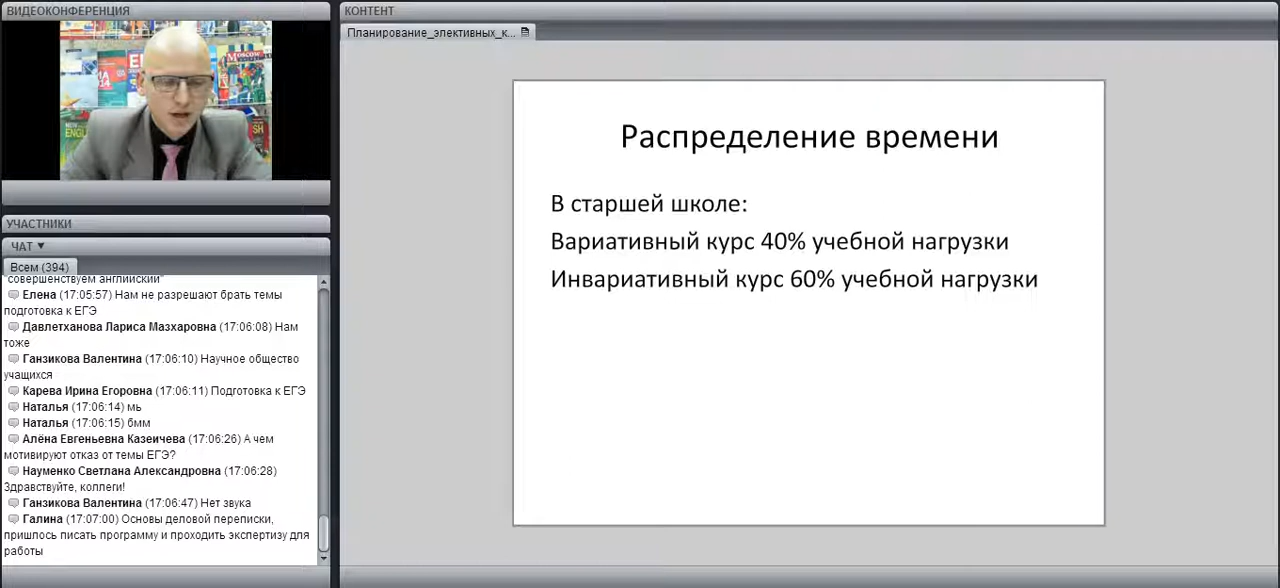 ВИДЕОКОНФЕРЕНЦИЯ
Moscow
УЧАСТНИКИ
ЧАТ ▼
Всем (394)
"совершенствуем английский"
Елена (17:05:57) Нам не разрешают брать темы
подготовка к ЕГЭ
Давлетханова Лариса Мазхаровна (17:06:08) Нам
тоже
Ганзикова Валентина (17:06:10) Научное общество
учащихся
Карева Ирина Егоровна (17:06:11) Подготовка к ЕГЭ
Наталья (17:06:14) мь
Наталья (17:06:15) бмм
Алёна Евгеньевна Казеичева (17:06:26) А чем
мотивируют отказ от темы ЕГЭ?
Науменко Светлана Александровна (17:06:28)
Здравствуйте, коллеги!
Ганзикова Валентина (17:06:47) Нет звука
Галина (17:07:00) Основы деловой переписки,
пришлось писать программу и проходить экспертизу для
работы
КОНТЕНТ
Планирование_элективных_к...
Распределение времени
В старшей школе:
Вариативный курс 40% учебной нагрузки
Инвариативный курс 60% учебной нагрузки